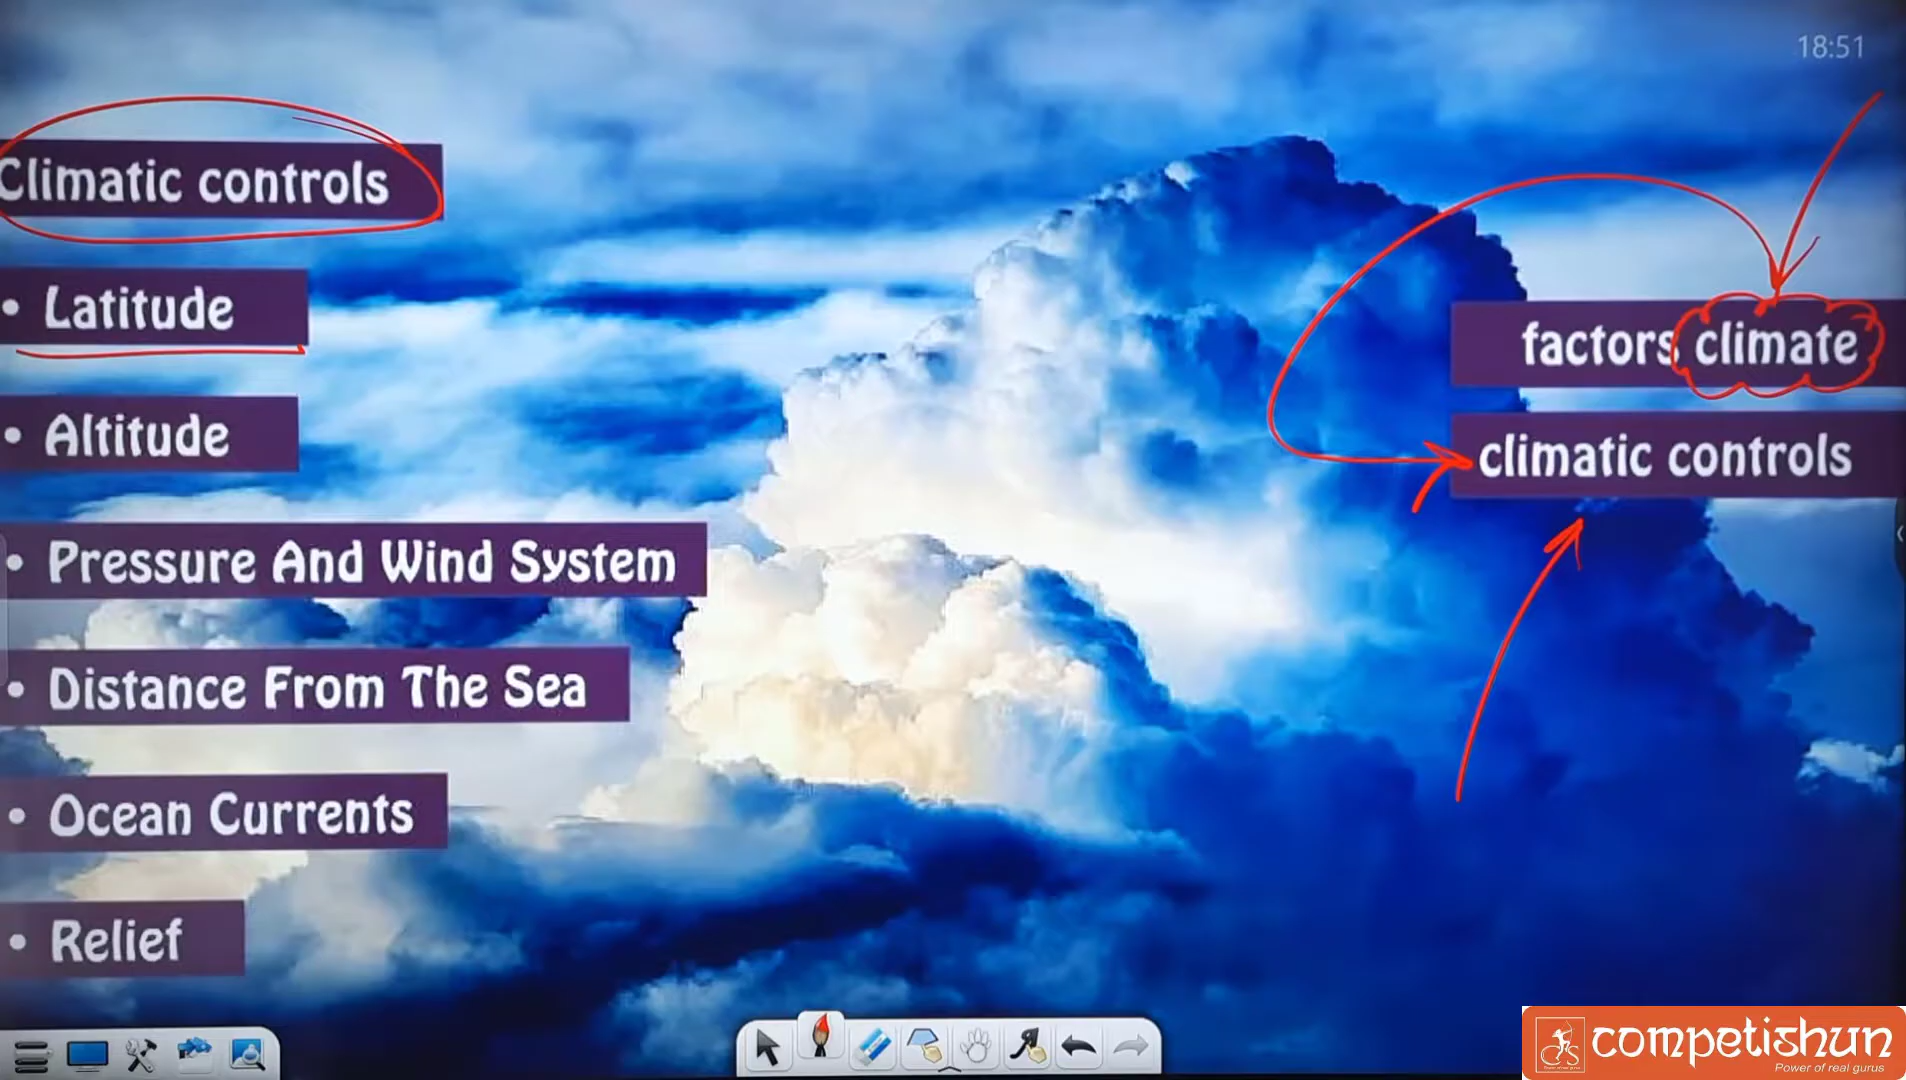 18:51
Climatic controls
• Latitude
• Altitude
• Pressure And Wind System
• Distance From The Sea
• Ocean Currents
• Relief
factors climate
climatic controls
competishun
Power of real gurus